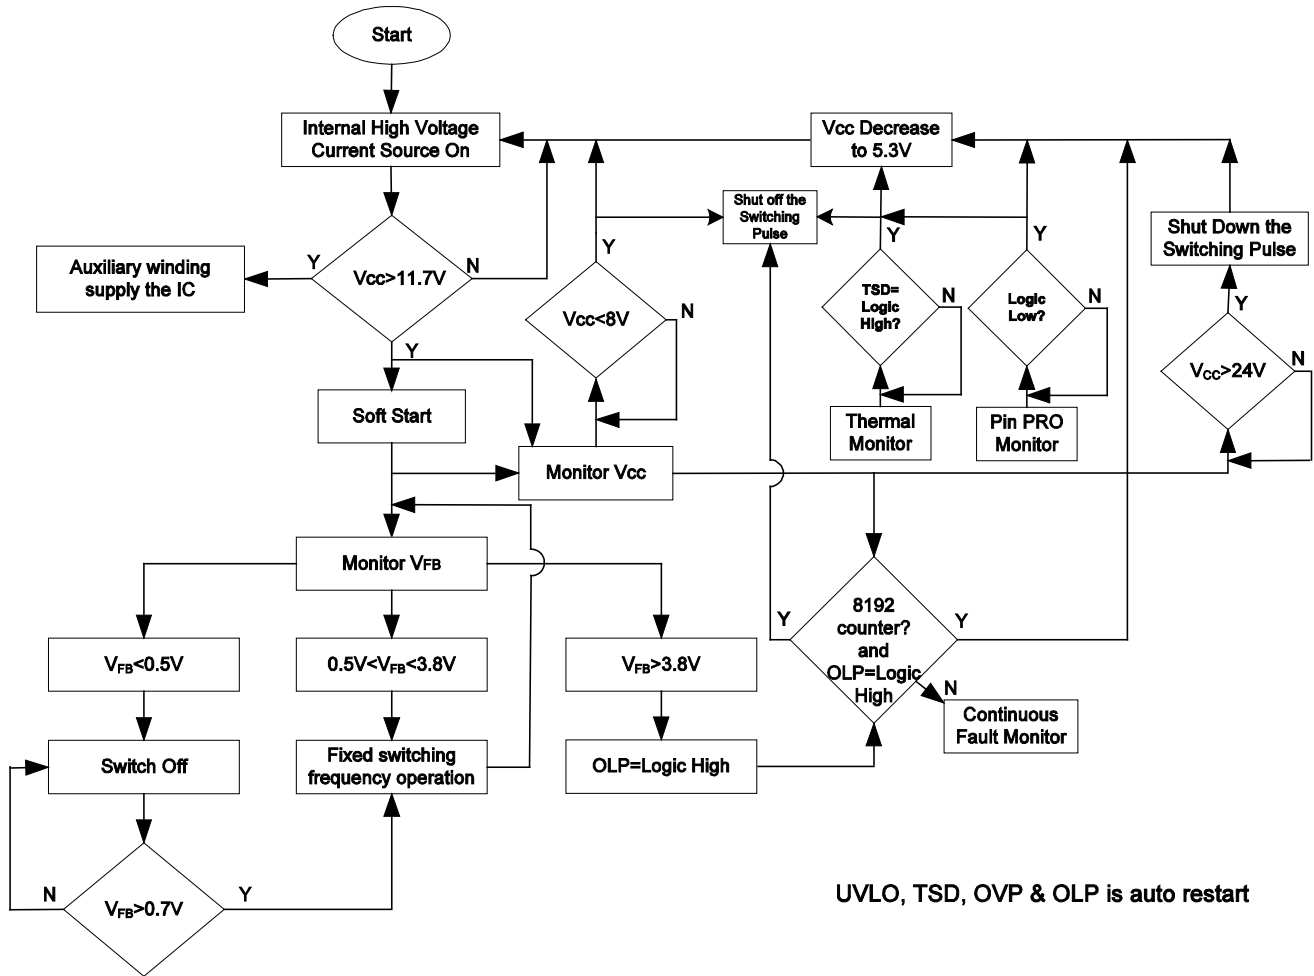 Start
Internal High Voltage
Current Source On
Vcc Decrease
to 5.3V
Shut off the
Switching
Pulse
Shut Down the
Switching Pulse
Auxiliary winding
supply the IC
Y
Vcc>11.7V
N
Y
Vcc<8V
Y
N
TSD=
Logic
High?
Y
N
Logic
Low?
Y
N
VCC>24V
Y
N
Soft Start
Monitor Vcc
Thermal
Monitor
Pin PRO
Monitor
Monitor VFB
VFB<0.5V
0.5V<VFB<3.8V
VFB>3.8V
Y
8192
counter?
and
OLP=Logic
High
Y
N
Continuous
Fault Monitor
Switch Off
Fixed switching
frequency operation
OLP=Logic High
N
VFB>0.7V
Y
UVLO, TSD, OVP & OLP is auto restart